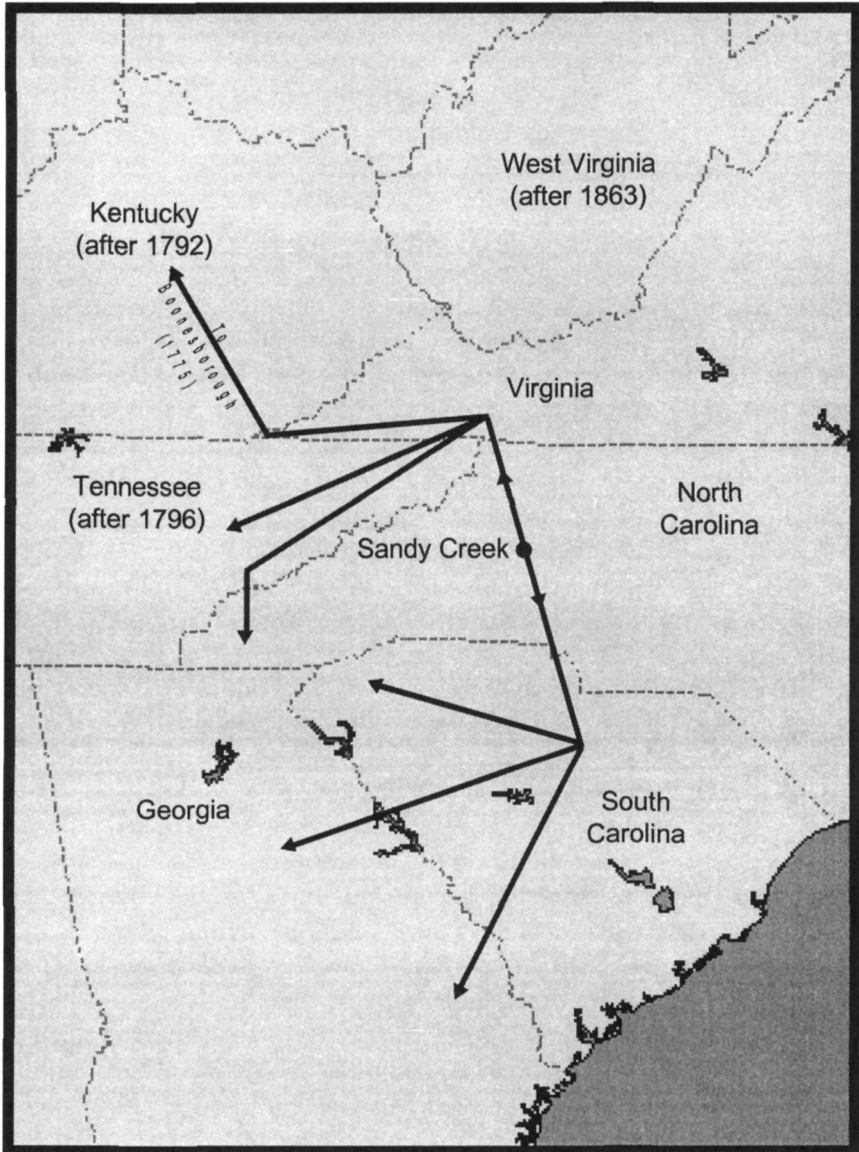 West Virginia
(after 1863)
Kentucky
(after 1792)
To
Boonesborough
(1775)
Virginia
Tennessee
(after 1796)
North
Carolina
Sandy Creek
Georgia
South
Carolina